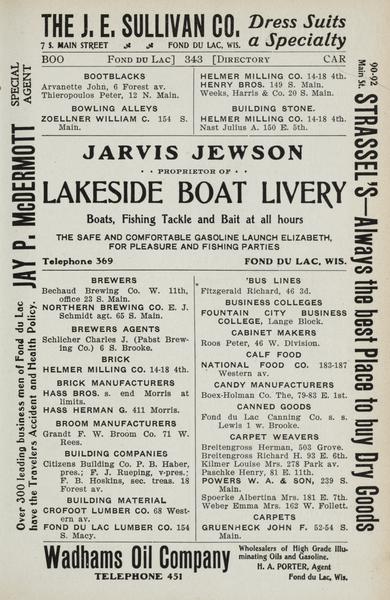 THE J. E. SULLIVAN CO.
7 S. MAIN STREET FOND DU LAC, WIS.
Dress Suits
a Specialty
BOO FOND DU LAC] 343 [DIRECTORY CAR
BOOTBLACKS
Arvanette John, 6 Forest av.
Thieropoulos Peter, 12 N. Main.
BOWLING ALLEYS
ZOELLNER WILLIAM C. 154 S.
Main.
HELMER MILLING CO. 14-18 4th.
HENRY BROS. 149 S. Main.
Weeks, Harris & Co. 20 S. Main.
BUILDING STONE.
HELMER MILLING CO. 14-18 4th.
Nast Julius A. 150 E. 5th.
JARVIS JEWSON
·· PROPRIETOR OF ··
LAKESIDE BOAT LIVERY
Boats, Fishing Tackle and Bait at all hours
THE SAFE AND COMFORTABLE GASOLINE LAUNCH ELIZABETH,
FOR PLEASURE AND FISHING PARTIES
Telephone 369 FOND DU LAC, WIS.
BREWERS
Bechaud Brewing Co. W. 11th,
office 23 S. Main.
NORTHERN BREWING CO. E. J.
Schmidt agt. 65 S. Main.
BREWERS AGENTS
Schlicher Charles J. (Pabst Brew-
ing Co.) 6 S. Brooke.
BRICK
HELMER MILLING CO. 14-18 4th.
BRICK MANUFACTURERS
HASS BROS. s. end Morris at
limits.
HASS HERMAN G. 411 Morris.
BROOM MANUFACTURERS
Grandt F. W. Broom Co. 71 W.
Rees.
BUILDING COMPANIES
Citizens Building Co. P. B. Haber,
pres.; F. J. Rueping, v-pres.;
F. B. Hoskins, sec. treas. 18
Forest av.
BUILDING MATERIAL
CROFOOT LUMBER CO. 68 West-
ern av.
FOND DU LAC LUMBER CO. 154
S. Macy.
'BUS LINES
Fitzgerald Richard, 46 3d.
BUSINESS COLLEGES
FOUNTAIN CITY BUSINESS
COLLEGE, Lange Block.
CABINET MAKERS
Roos Peter, 46 W. Division.
CALF FOOD
NATIONAL FOOD CO. 183-187
Western av.
CANDY MANUFACTURERS
Boex-Holman Co. The, 79-83 E. 1st.
CANNED GOODS
Fond du Lac Canning Co. s. s.
Lewis 1 w. Brooke.
CARPET WEAVERS
Breitengross Herman, 503 Grove.
Breitengross Richard H. 93 E. 6th.
Kilmer Louise Mrs. 278 Park av.
Paschke Henry, 81 E. 11th.
POWERS W. A. & SON, 239 S.
Main.
Spoerke Albertina Mrs. 181 E. 7th.
Weber Emma Mrs. 162 W. Follett.
CARPETS
GRUENHECK JOHN F. 52-54 S.
Main.
Wadhams Oil Company
TELEPHONE 451
Wholesalers of High Grade Illu-
minating Oils and Gasoline.
H. A. PORTER, Agent
Fond du Lac, Wis.
JAY P. McDERMOTT SPECIAL
AGENT
Over 300 leading business men of Fond du Lac
have the Travelers Accident and Health Policy.
90-92
Main St.
STRASSEL'S—Always the best Place to buy Dry Goods